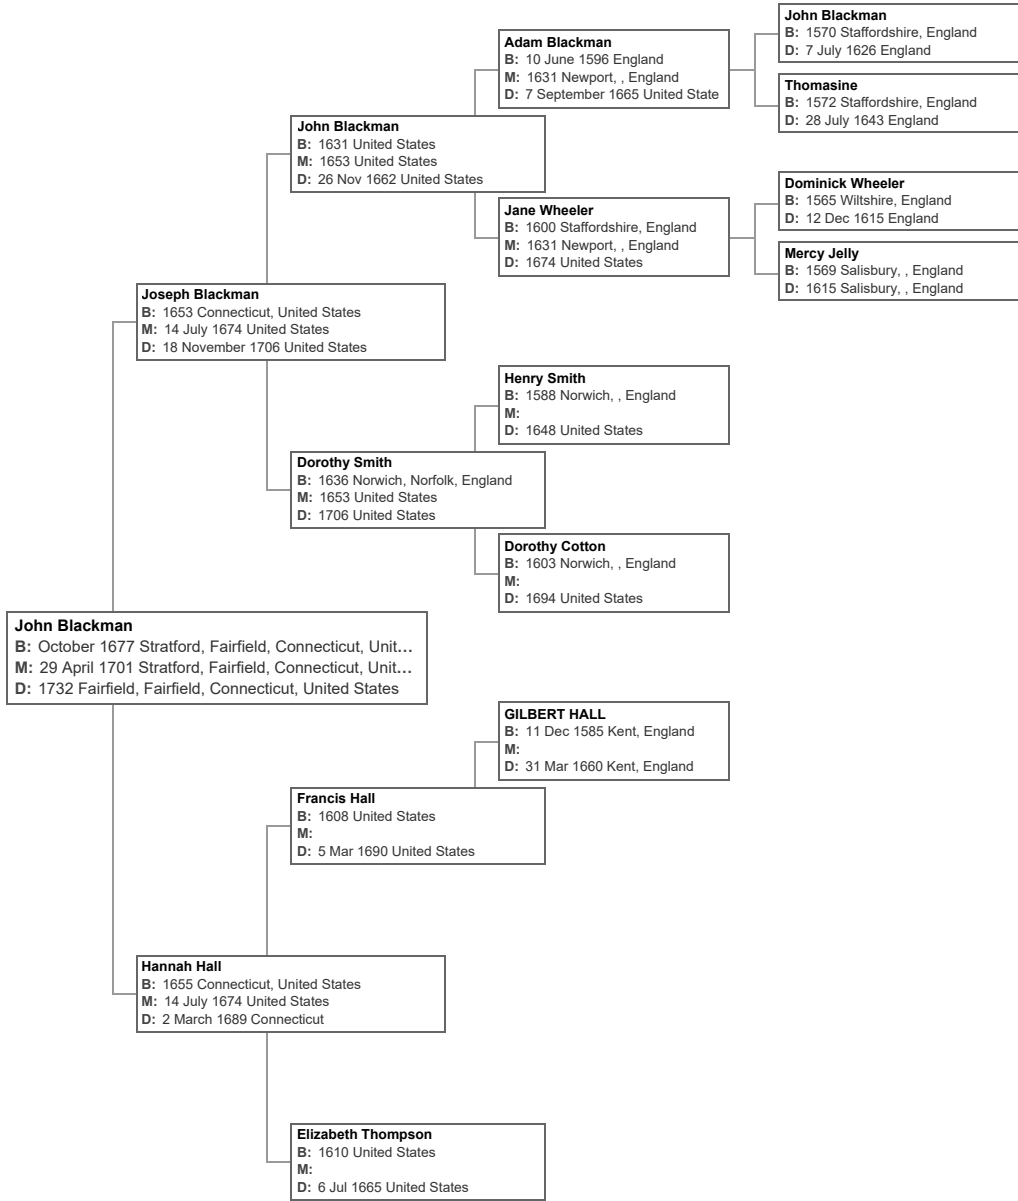 John Blackman
B: 1570 Staffordshire, England
D: 7 July 1626 England
Adam Blackman
B: 10 June 1596 England
M: 1631 Newport, , England
D: 7 September 1665 United State
Thomasine
B: 1572 Staffordshire, England
D: 28 July 1643 England
John Blackman
B: 1631 United States
M: 1653 United States
D: 26 Nov 1662 United States
Dominick Wheeler
B: 1565 Wiltshire, England
D: 12 Dec 1615 England
Jane Wheeler
B: 1600 Staffordshire, England
M: 1631 Newport, , England
D: 1674 United States
Mercy Jelly
B: 1569 Salisbury, , England
D: 1615 Salisbury, , England
Joseph Blackman
B: 1653 Connecticut, United States
M: 14 July 1674 United States
D: 18 November 1706 United States
Henry Smith
B: 1588 Norwich, , England
M:
D: 1648 United States
Dorothy Smith
B: 1636 Norwich, Norfolk, England
M: 1653 United States
D: 1706 United States
Dorothy Cotton
B: 1603 Norwich, , England
M:
D: 1694 United States
John Blackman
B: October 1677 Stratford, Fairfield, Connecticut, Unit...
M: 29 April 1701 Stratford, Fairfield, Connecticut, Unit...
D: 1732 Fairfield, Fairfield, Connecticut, United States
GILBERT HALL
B: 11 Dec 1585 Kent, England
M:
D: 31 Mar 1660 Kent, England
Francis Hall
B: 1608 United States
M:
D: 5 Mar 1690 United States
Hannah Hall
B: 1655 Connecticut, United States
M: 14 July 1674 United States
D: 2 March 1689 Connecticut
Elizabeth Thompson
B: 1610 United States
M:
D: 6 Jul 1665 United States